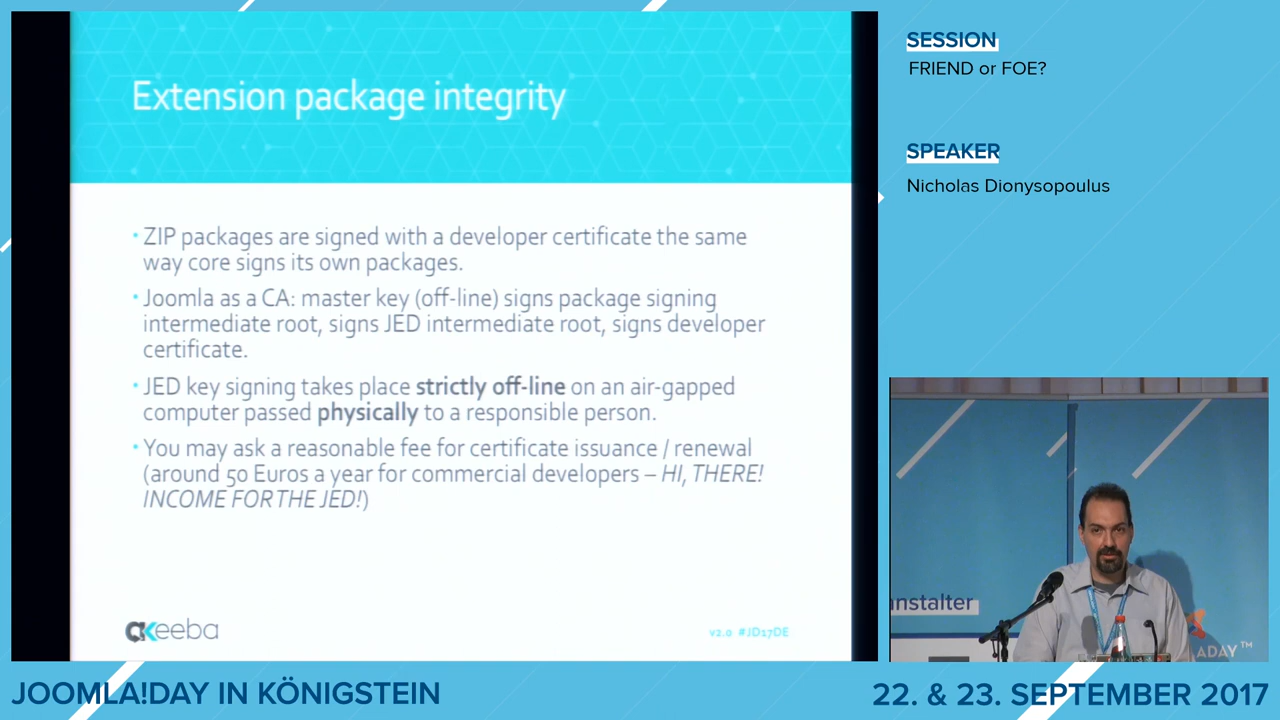 Extension package integrity
• ZIP packages are signed with a developer certificate the same
way core signs its own packages.
• Joomla as a CA: master key (off-line) signs package signing
intermediate root, signs JED intermediate root, signs developer
certificate.
• JED key signing takes place strictly off-line on an air-gapped
computer passed physically to a responsible person.
• You may ask a reasonable fee for certificate issuance / renewal
(around 50 Euros a year for commercial developers – HI, THERE!
INCOME FOR THE JED!)
akeeba
v2.0 #JD17DE
SESSION
FRIEND or FOE?
SPEAKER
Nicholas Dionysopoulus
nstalter
LADAY™
JOOMLA!DAY IN KÖNIGSTEIN
22. & 23. SEPTEMBER 2017